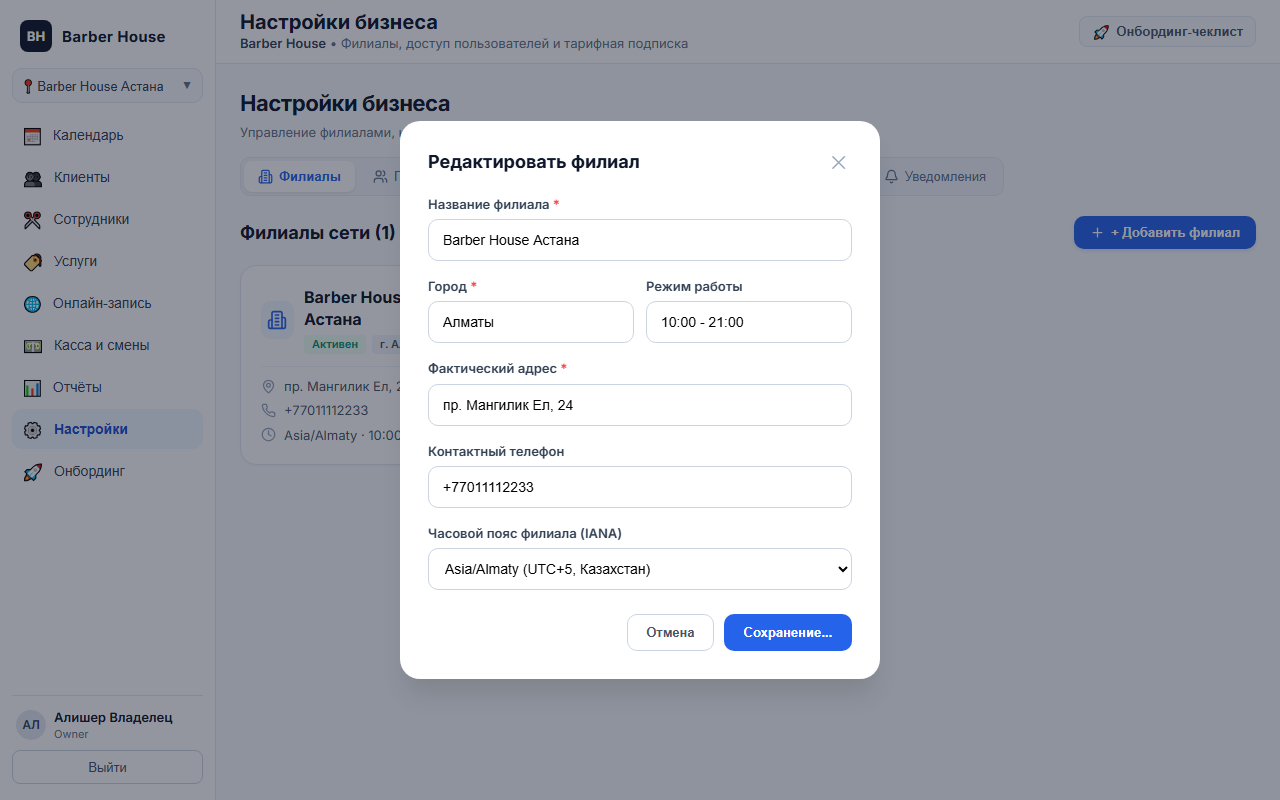 BH Barber House
Barber House Астана
Календарь
Клиенты
Сотрудники
Услуги
Онлайн-запись
Касса и смены
Отчёты
Настройки
Онбординг
АЛ
Алишер Владелец
Owner
Выйти
Настройки бизнеса
Barber House • Филиалы, доступ пользователей и тарифная подписка
Онбординг-чеклист
Настройки бизнеса
Управление филиалами,
Филиалы
Уведомления
Филиалы сети (1)
+ + Добавить филиал
Barber Hous
Астана
Активен
г. А
пр. Мангилик Ел, 2
+77011112233
Asia/Almaty · 10:00
Редактировать филиал
Название филиала *
Barber House Астана
Город * Режим работы
Алматы 10:00 - 21:00
Фактический адрес *
пр. Мангилик Ел, 24
Контактный телефон
+77011112233
Часовой пояс филиала (IANA)
Asia/Almaty (UTC+5, Казахстан)
Отмена Сохранение...